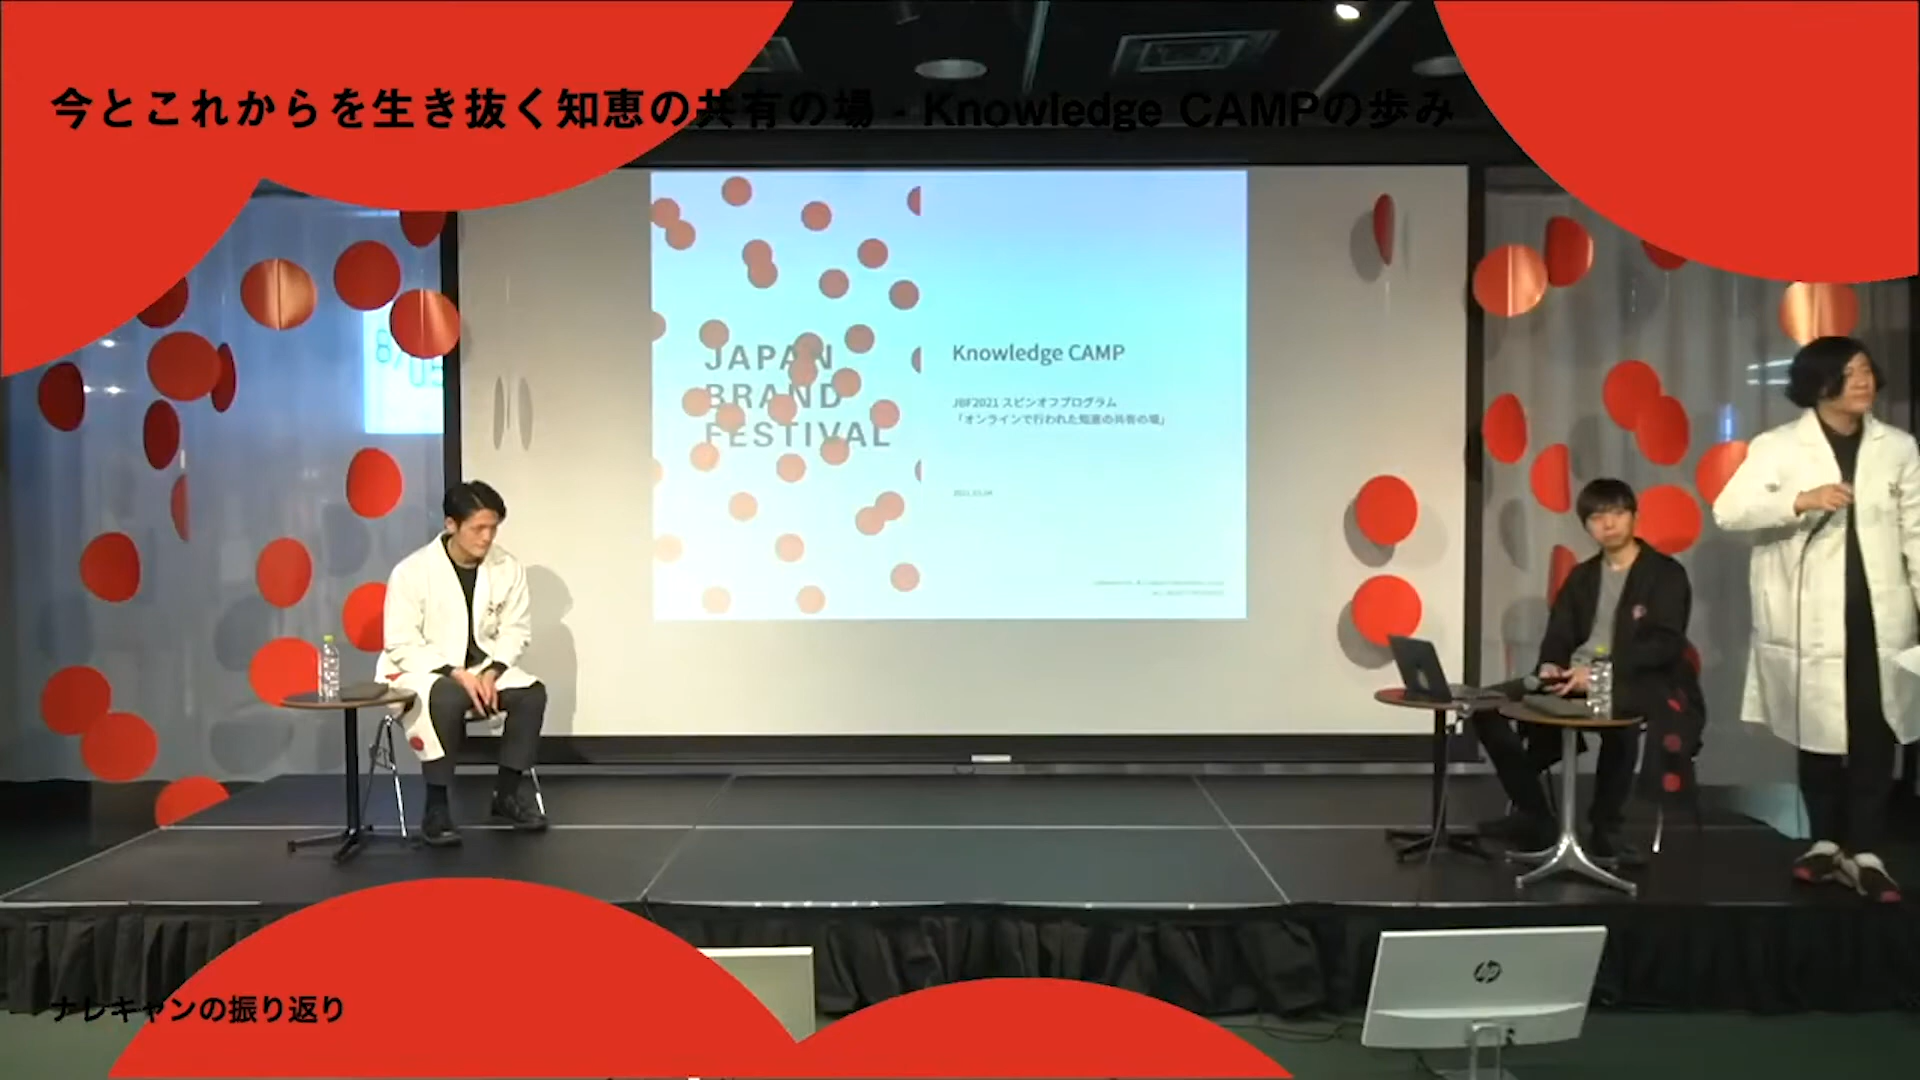 今とこれからを生き抜く知恵の共有の場 - Knowledge CAMPの歩み
JAPAN
BRAND
FESTIVAL
Knowledge CAMP
JBF2021 スピンオフプログラム
「オンラインで行われた知恵の共有の場」
hp
ナレキャンの振り返り